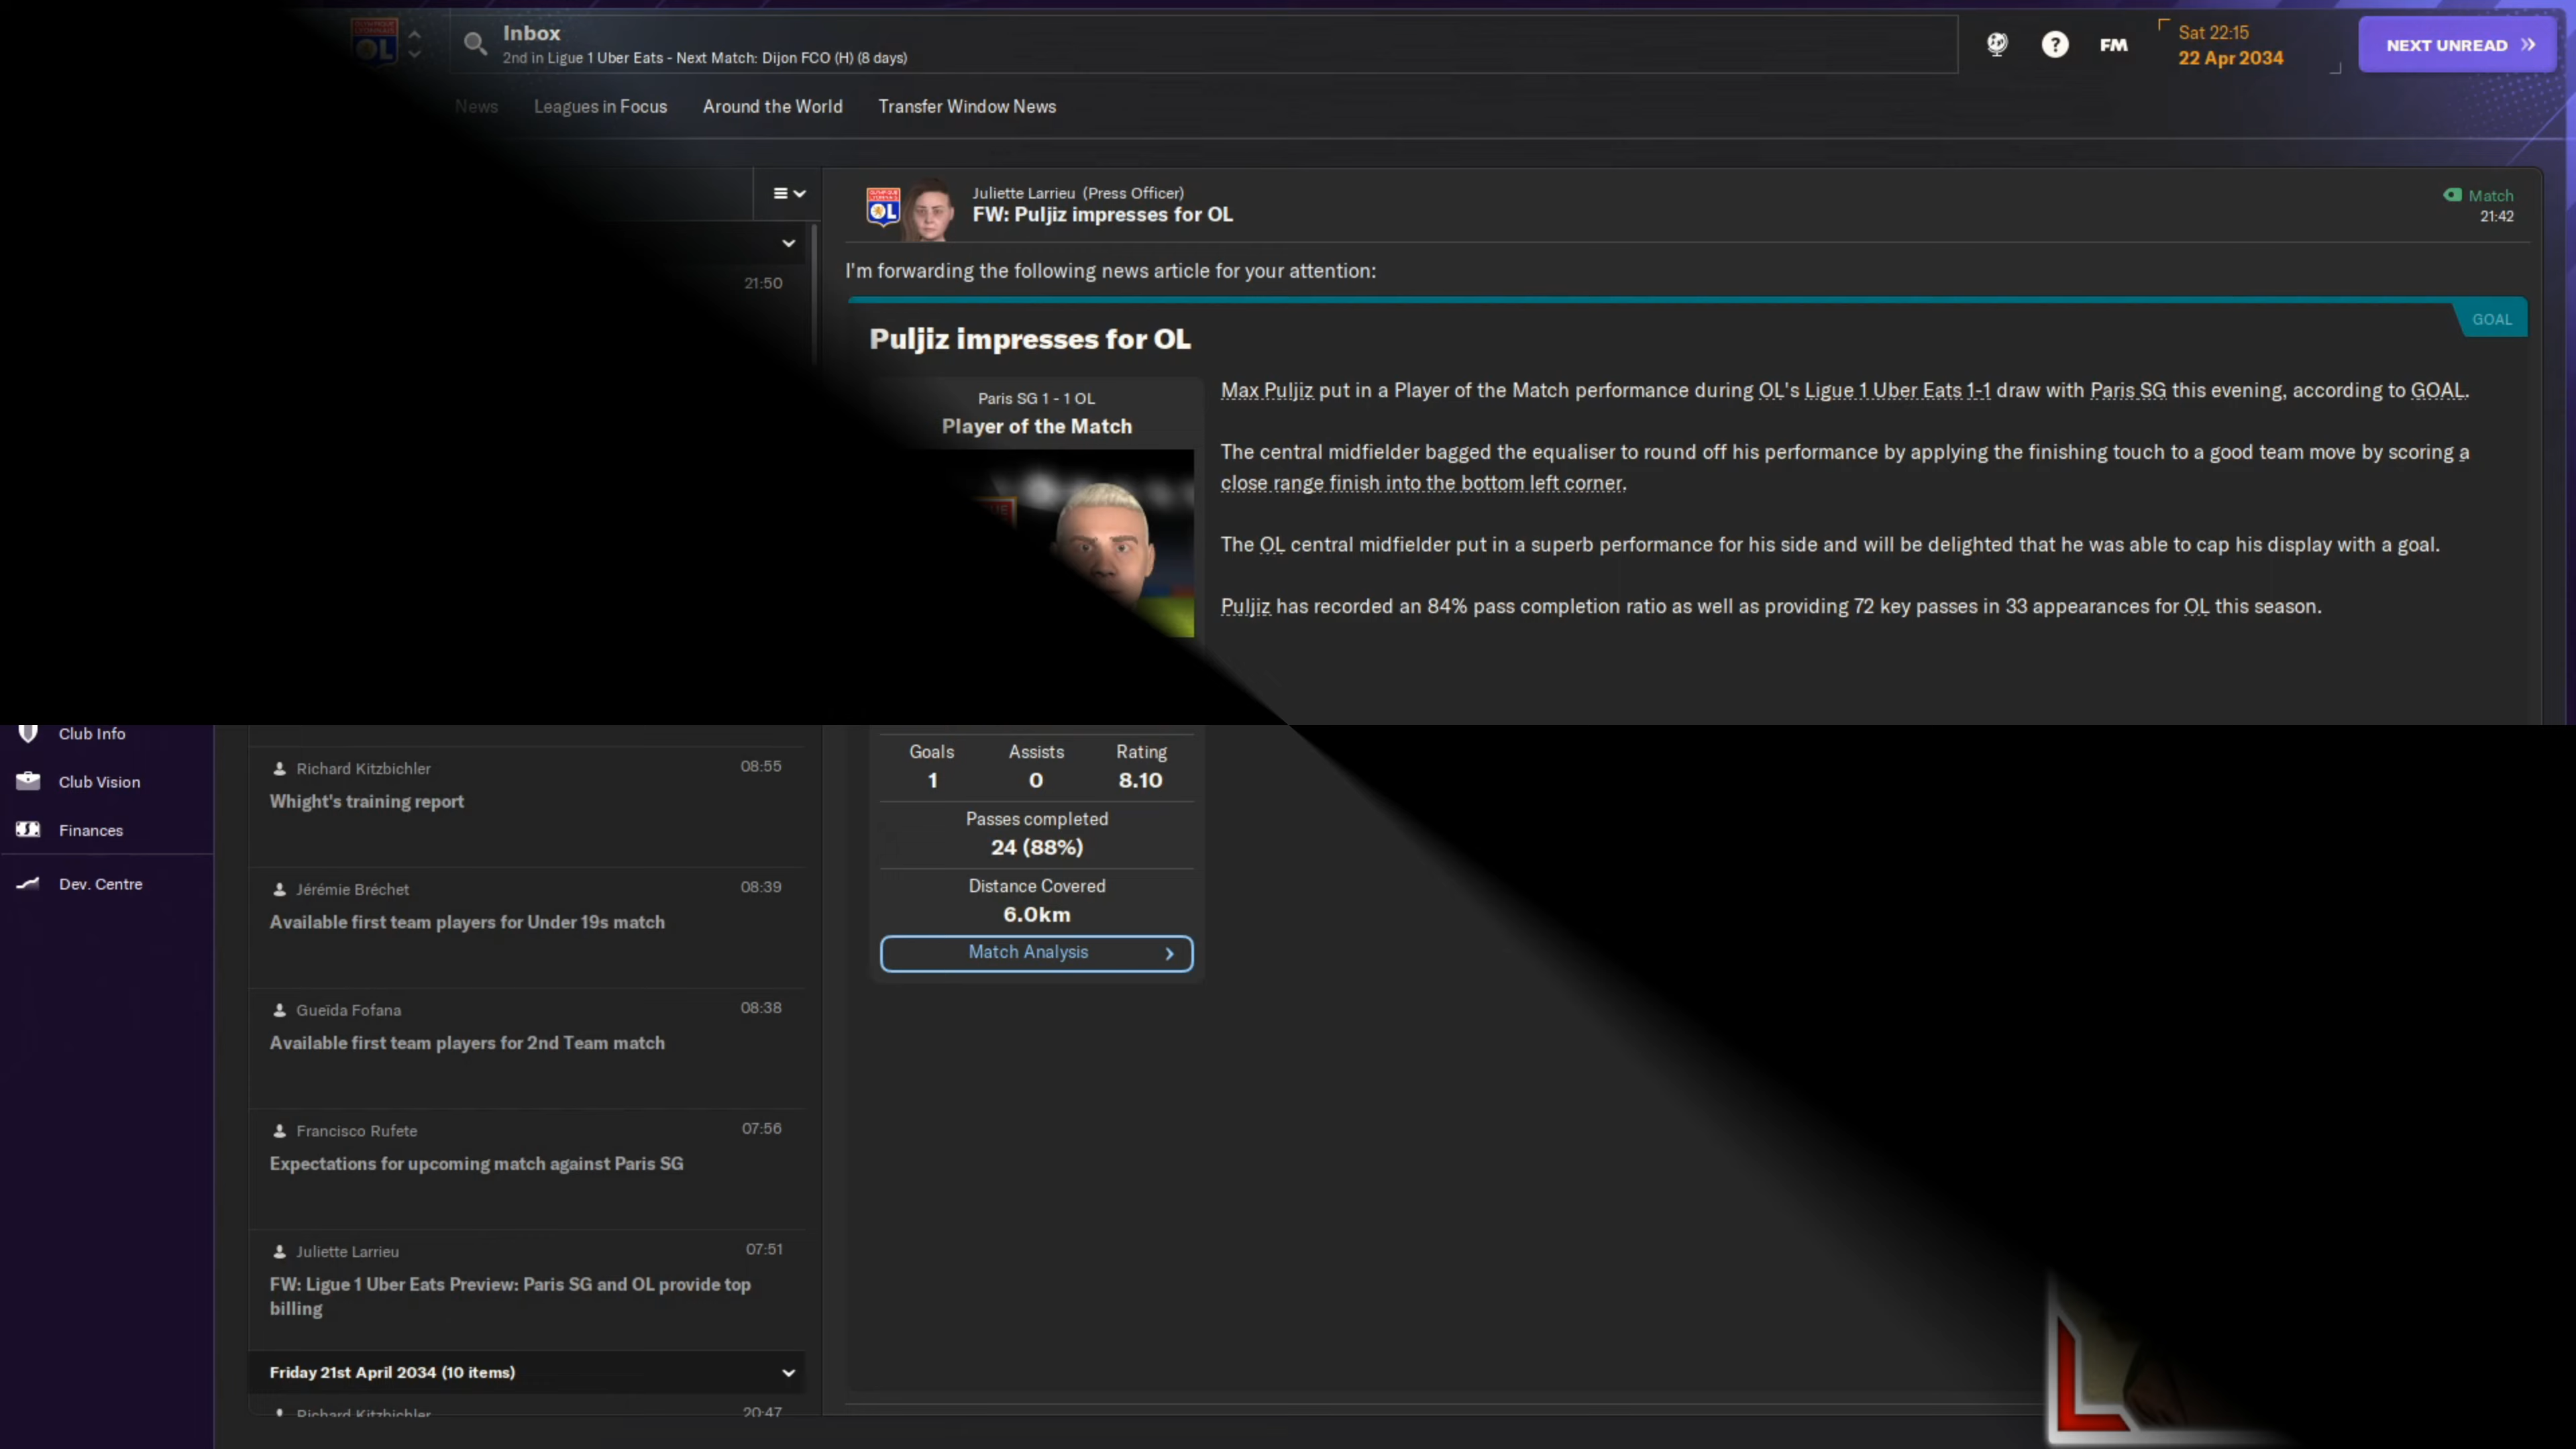 Inbox
2nd in Ligue 1 Uber Eats - Next Match: Dijon FCO (H) (8 days)
FM
Sat 22:15
22 Apr 2034
NEXT UNREAD
News
Leagues in Focus
Around the World
Transfer Window News
21:50
Juliette Larrieu (Press Officer)
FW: Puljiz impresses for OL
Match
21:42
I'm forwarding the following news article for your attention:
GOAL
Puljiz impresses for OL
Paris SG 1 - 1 OL
Player of the Match
Max Puljiz put in a Player of the Match performance during OL's Ligue 1 Uber Eats 1-1 draw with Paris SG this evening, according to GOAL.
The central midfielder bagged the equaliser to round off his performance by applying the finishing touch to a good team move by scoring a
close range finish into the bottom left corner.
The OL central midfielder put in a superb performance for his side and will be delighted that he was able to cap his display with a goal.
Puljiz has recorded an 84% pass completion ratio as well as providing 72 key passes in 33 appearances for OL this season.
Club Info
Club Vision
Finances
Dev. Centre
Richard Kitzbichler
08:55
Whight's training report
Jérémie Bréchet
08:39
Available first team players for Under 19s match
Gueïda Fofana
08:38
Available first team players for 2nd Team match
Francisco Rufete
07:56
Expectations for upcoming match against Paris SG
Juliette Larrieu
07:51
FW: Ligue 1 Uber Eats Preview: Paris SG and OL provide top
billing
Friday 21st April 2034 (10 items)
Richard Kitzbichler
20:47
Goals Assists Rating
1 0 8.10
Passes completed
24 (88%)
Distance Covered
6.0km
Match Analysis